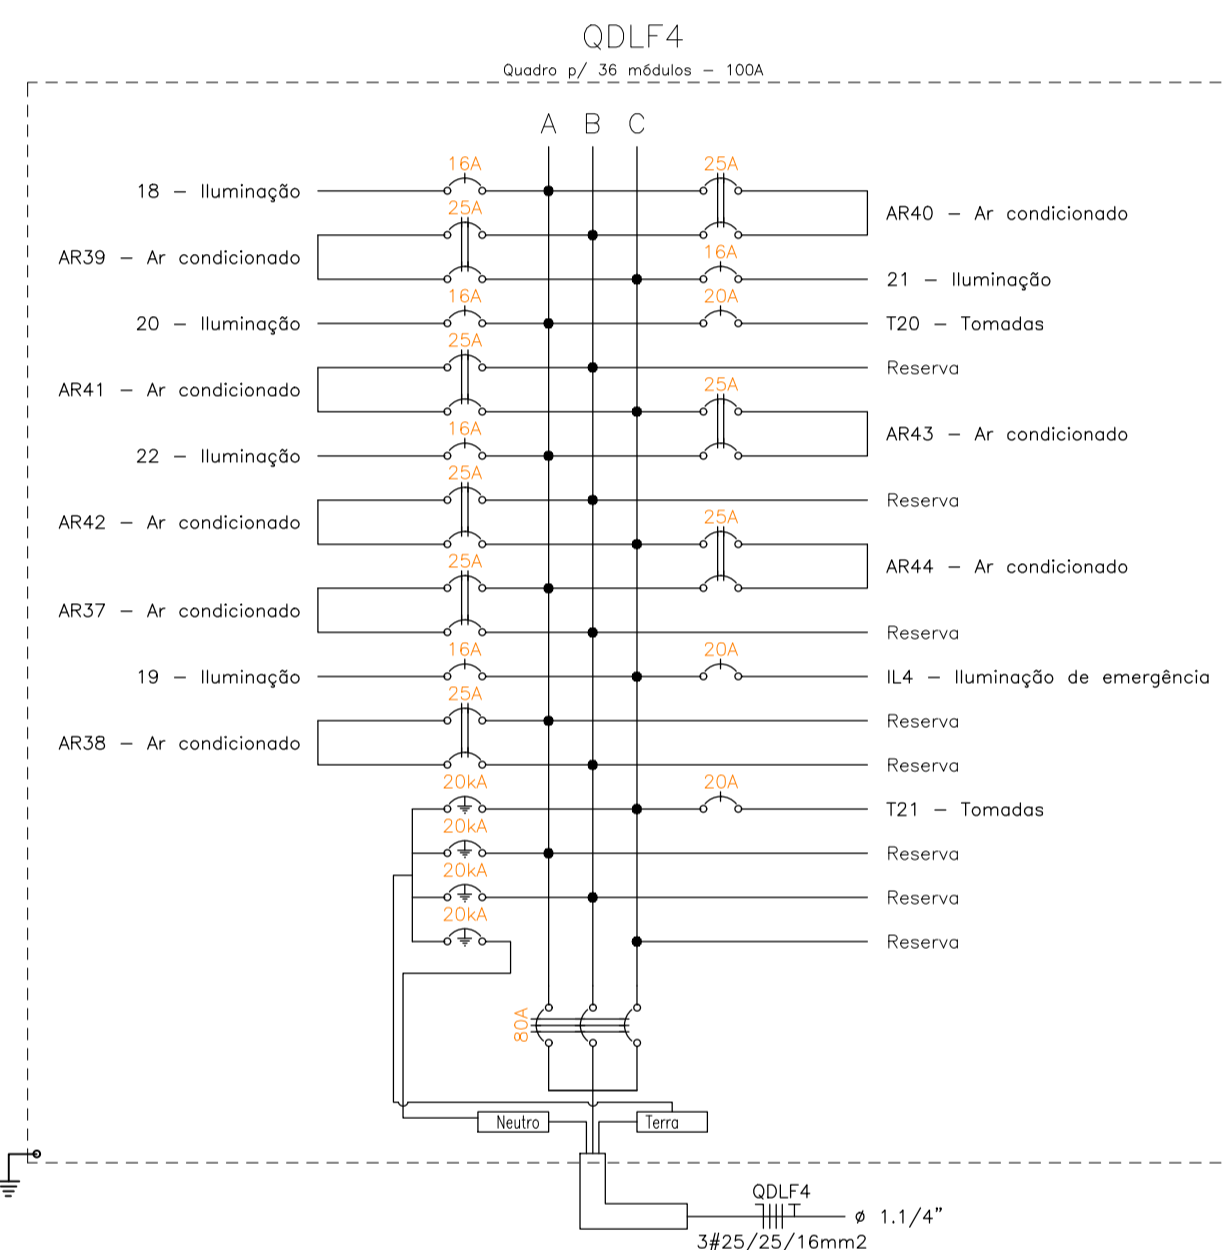 QDLF4
Quadro p/ 36 módulos – 100A
A B C
16A 25A
18 – Iluminação
25A
AR40 – Ar condicionado
AR39 – Ar condicionado
16A
21 – Iluminação
16A 20A
20 – Iluminação T20 – Tomadas
25A
Reserva
AR41 – Ar condicionado
25A
16A
AR43 – Ar condicionado
22 – Iluminação
25A
Reserva
AR42 – Ar condicionado
25A
25A
AR44 – Ar condicionado
AR37 – Ar condicionado
Reserva
16A 20A
19 – Iluminação IL4 – Iluminação de emergência
25A
Reserva
AR38 – Ar condicionado
Reserva
20kA 20A
T21 – Tomadas
20kA
Reserva
20kA
Reserva
20kA
Reserva
80A
Neutro Terra
QDLF4
ø 1.1/4"
3#25/25/16mm2